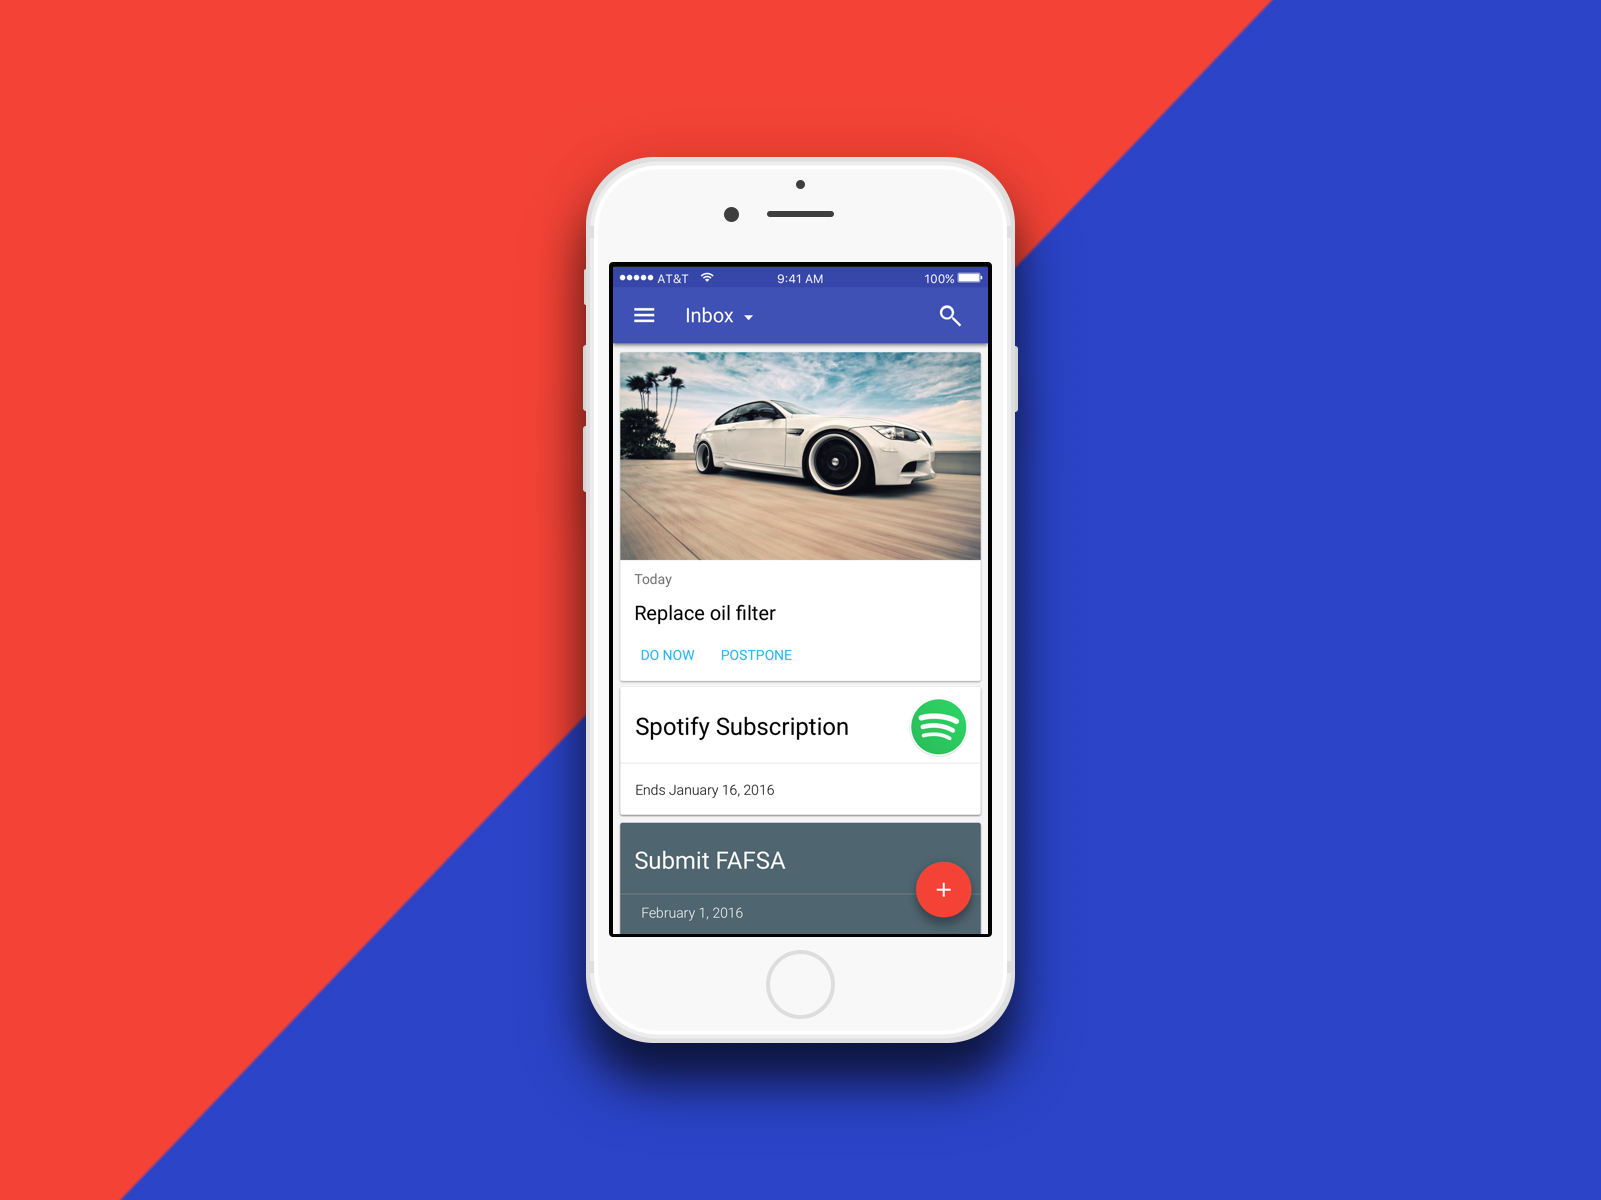 AT&T 9:41 AM 100%
Inbox
Today
Replace oil filter
DO NOW POSTPONE
Spotify Subscription
Ends January 16, 2016
Submit FAFSA
February 1, 2016